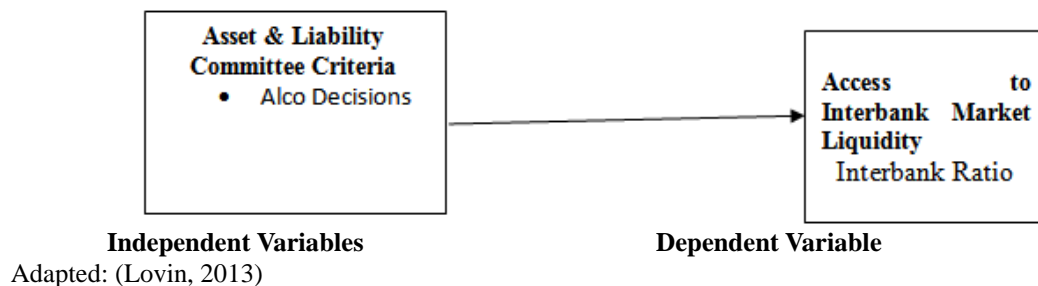 Asset & Liability
Committee Criteria
• Alco Decisions
Access to
Interbank Market
Liquidity
Interbank Ratio
Independent Variables
Dependent Variable
Adapted: (Lovin, 2013)